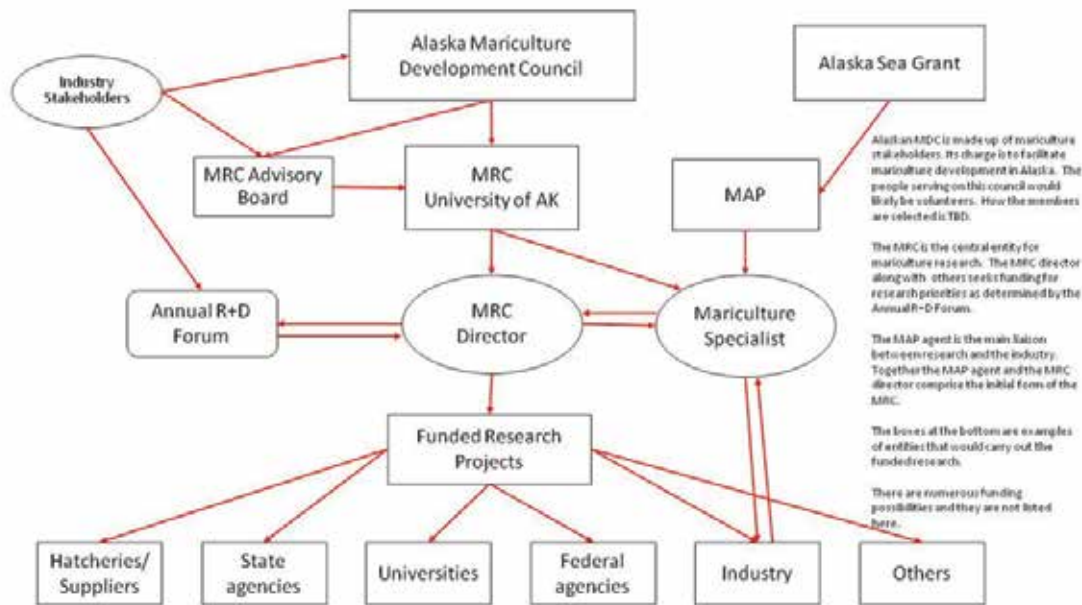 Alaska Mariculture
Development Council
Alaska Sea Grant
Industry
Stakeholders
Alaskan MDC is made up of mariculture
stakeholders. Its charge is to facilitate
mariculture development in Alaska. The
people serving on this council would
likely be volunteers. How the members
are selected is TBD.
MRC Advisory
Board
MRC
University of AK
MAP
The MRC is the central entity for
mariculture research. The MRC director
along with others seeks funding for
research priorities as determined by the
Annual R+D Forum.
Annual R+D
Forum
MRC
Director
Mariculture
Specialist
The MAP agent is the main liaison
between research and the industry.
Together the MAP agent and the MRC
director comprise the initial form of the
MRC.
Funded Research
Projects
The boxes at the bottom are examples
of entities that would carry out the
funded research.
There are numerous funding
possibilities and they are not listed
here.
Hatcheries/
Suppliers
State
agencies
Universities
Federal
agencies
Industry
Others